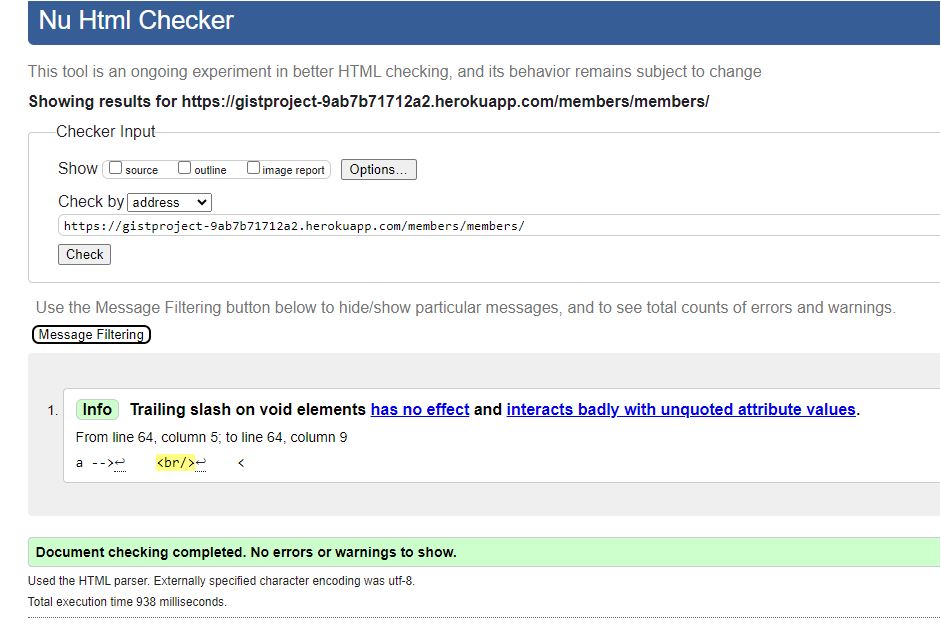 Nu Html Checker
This tool is an ongoing experiment in better HTML checking, and its behavior remains subject to change
Showing results for https://gistproject-9ab7b71712a2.herokuapp.com/members/members/
Checker Input
Show source outline image report Options...
Check by address
https://gistproject-9ab7b71712a2.herokuapp.com/members/members/
Check
Use the Message Filtering button below to hide/show particular messages, and to see total counts of errors and warnings.
Message Filtering
1. Info Trailing slash on void elements has no effect and interacts badly with unquoted attribute values.
From line 64, column 5; to line 64, column 9
a -->↩ <br/>↩ <
Document checking completed. No errors or warnings to show.
Used the HTML parser. Externally specified character encoding was utf-8.
Total execution time 938 milliseconds.